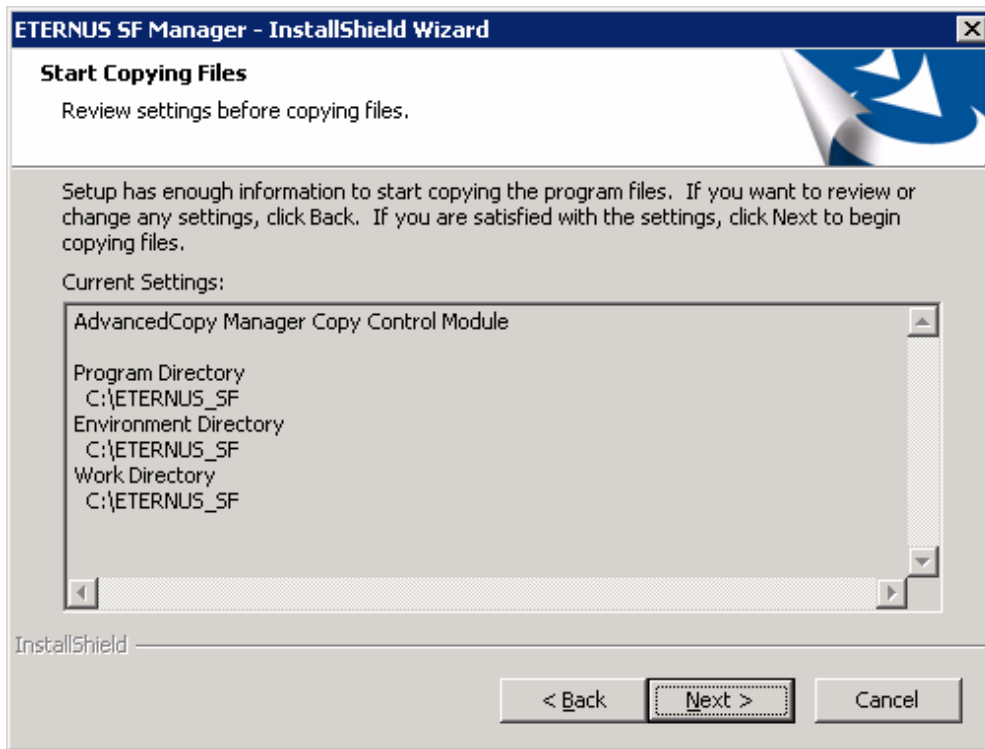 ETERNUS SF Manager - InstallShield Wizard
Start Copying Files
Review settings before copying files.
Setup has enough information to start copying the program files.  If you want to review or
change any settings, click Back.  If you are satisfied with the settings, click Next to begin
copying files.
Current Settings:
AdvancedCopy Manager Copy Control Module
Program Directory
C:\ETERNUS_SF
Environment Directory
C:\ETERNUS_SF
Work Directory
C:\ETERNUS_SF
InstallShield
< Back
Next >
Cancel